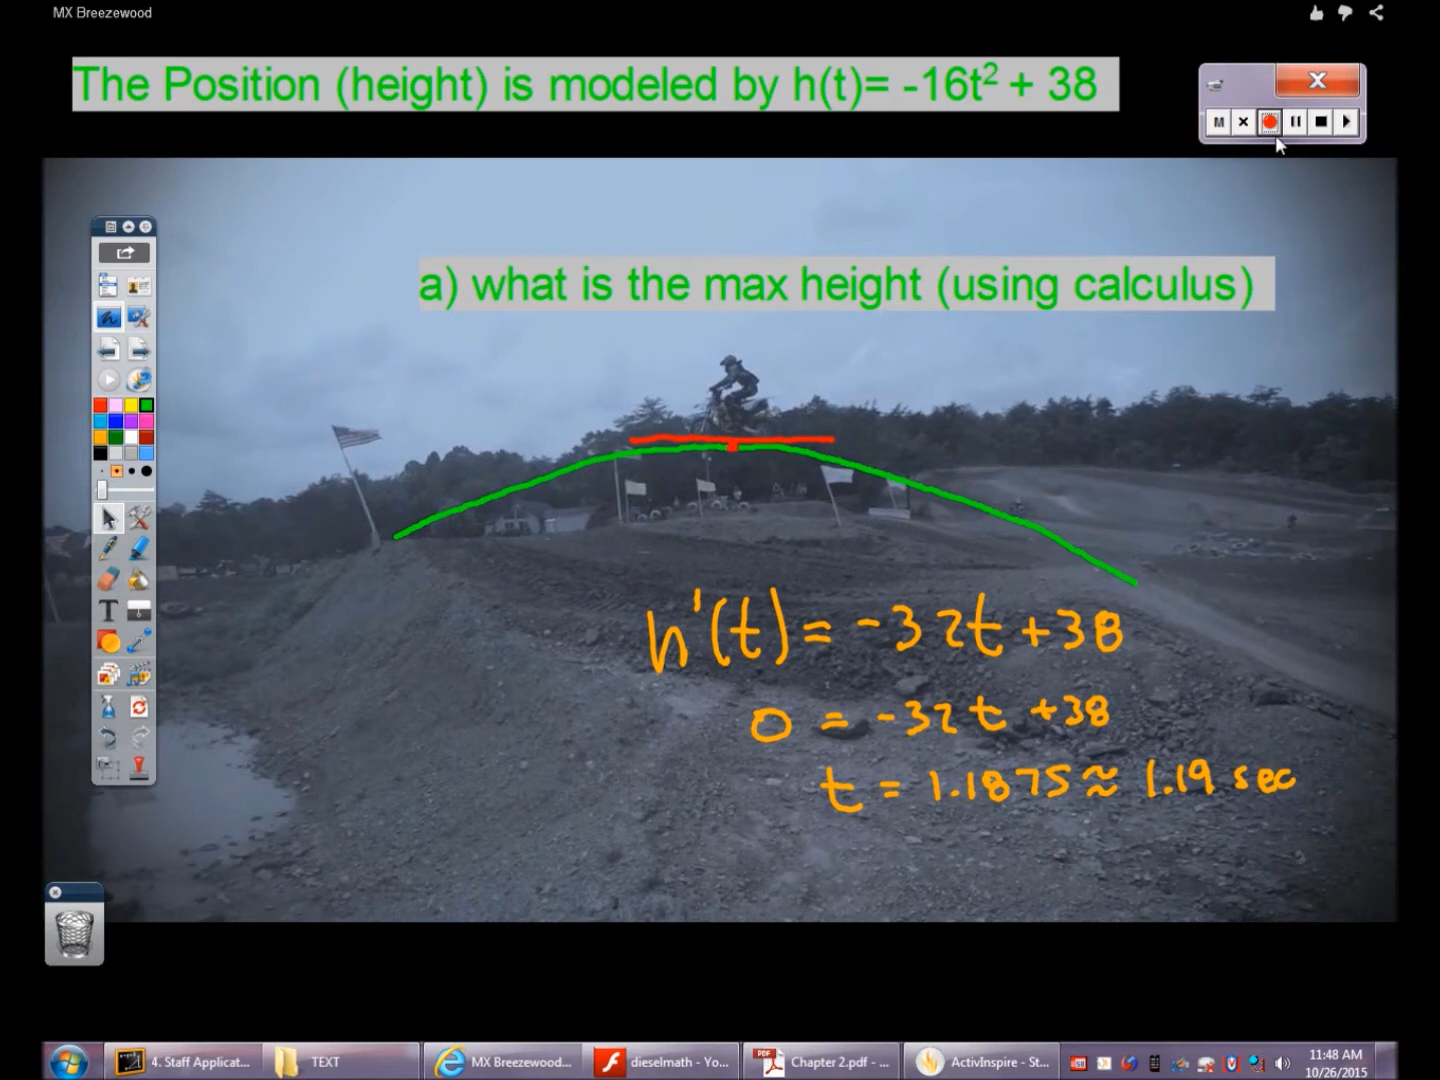 MX Breezewood
The Position (height) is modeled by h(t)= -16t² + 38
M
a) what is the max height (using calculus)
h'(t) = -32t +38
0 = -32t +38
t = 1.1875 ≈ 1.19 sec
T
4. Staff Applicat...
TEXT
MX Breezewood...
dieselmath - Yo...
PDF
Chapter 2.pdf - ...
ActivInspire - St...
11:48 AM
10/26/2015